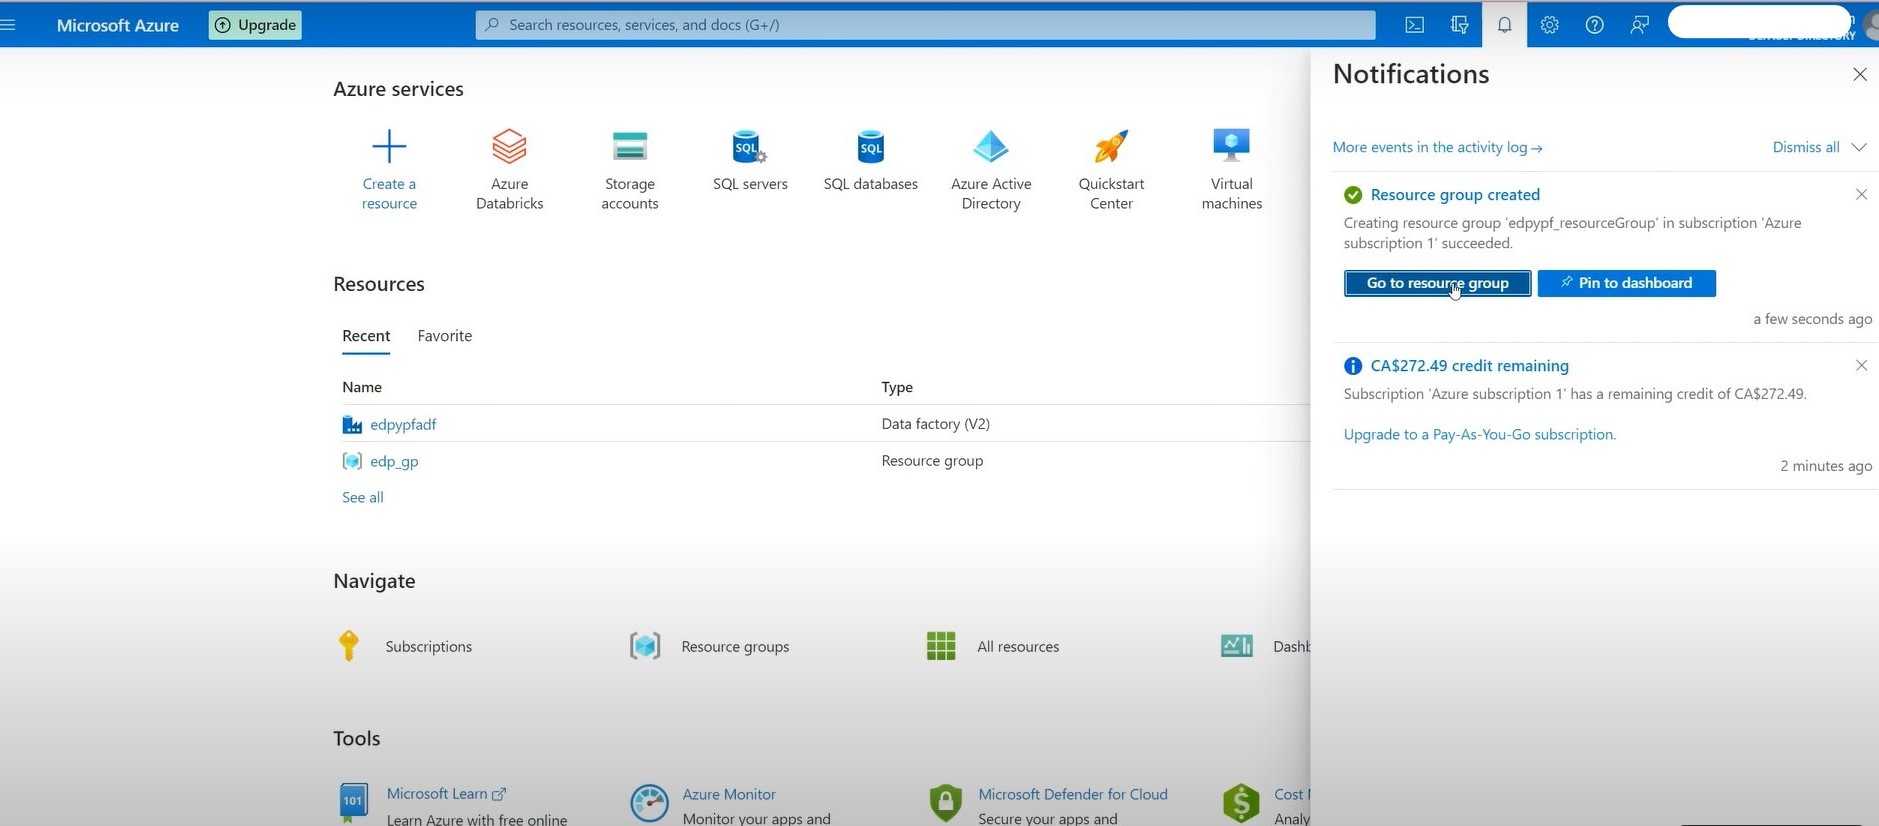 Microsoft Azure
Upgrade
Search resources, services, and docs (G+/)
Azure services
Create a
resource
Azure
Databricks
Storage
accounts
SQL
SQL servers
SQL
SQL databases
Azure Active
Directory
Quickstart
Center
Virtual
machines
Resources
Recent
Favorite
Name
Type
edpypfadf
Data factory (V2)
edp_gp
Resource group
See all
Navigate
Subscriptions
Resource groups
All resources
Dashb
Tools
101
Microsoft Learn
Learn Azure with free online
Azure Monitor
Monitor your apps and
Microsoft Defender for Cloud
Secure your apps and
Cost
Analy
Notifications
More events in the activity log→
Dismiss all
Resource group created
Creating resource group 'edpypf_resourceGroup' in subscription 'Azure
subscription 1' succeeded.
Go to resource group
Pin to dashboard
a few seconds ago
CA$272.49 credit remaining
Subscription 'Azure subscription 1' has a remaining credit of CA$272.49.
Upgrade to a Pay-As-You-Go subscription.
2 minutes ago